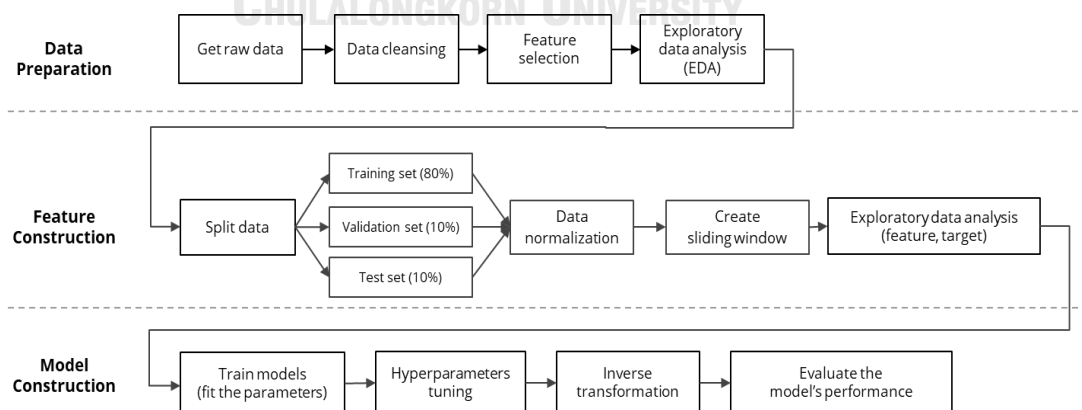 CHULALONGKORN UNIVERSITY
Data
Preparation
Get raw data
Data cleansing
Feature
selection
Exploratory
data analysis
(EDA)
Feature
Construction
Split data
Training set (80%)
Validation set (10%)
Test set (10%)
Data
normalization
Create
sliding window
Exploratory data analysis
(feature, target)
Model
Construction
Train models
(fit the parameters)
Hyperparameters
tuning
Inverse
transformation
Evaluate the
model's performance